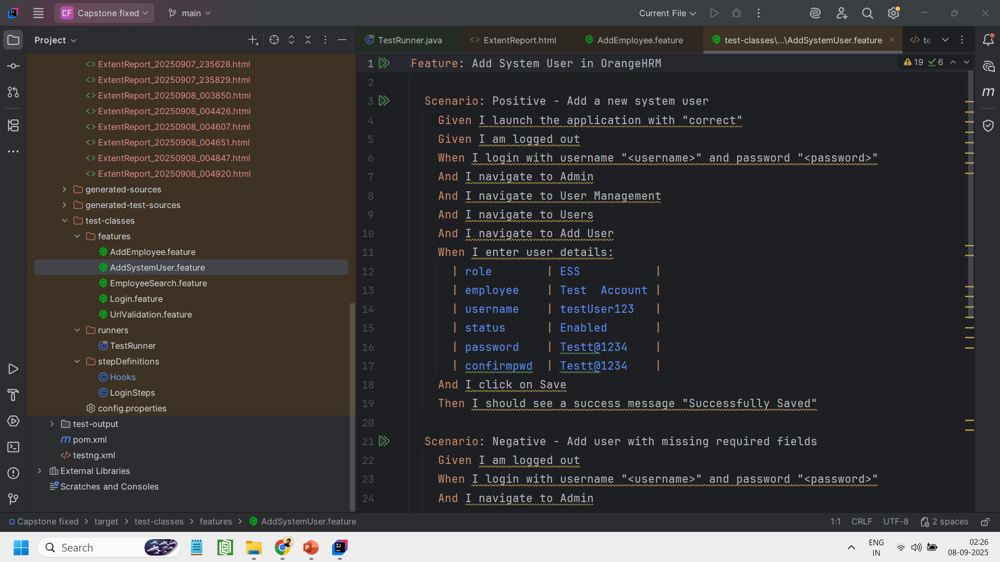 CF Capstone fixed
main
Current File
Project
TestRunner.java
ExtentReport.html
AddEmployee.feature
test-classes\...\AddSystemUser.feature
te
ExtentReport_20250907_235628.html
ExtentReport_20250907_235829.html
ExtentReport_20250908_003850.html
ExtentReport_20250908_004426.html
ExtentReport_20250908_004607.html
ExtentReport_20250908_004651.html
ExtentReport_20250908_004847.html
ExtentReport_20250908_004920.html
generated-sources
generated-test-sources
test-classes
features
AddEmployee.feature
AddSystemUser.feature
EmployeeSearch.feature
Login.feature
UrlValidation.feature
runners
TestRunner
stepDefinitions
Hooks
LoginSteps
config.properties
test-output
m pom.xml
testng.xml
External Libraries
Scratches and Consoles
19 6
m
1 Feature: Add System User in OrangeHRM
2
3 Scenario: Positive - Add a new system user
4 Given I launch the application with "correct"
5 Given I am logged out
6 When I login with username "<username>" and password "<password>"
7 And I navigate to Admin
8 And I navigate to User Management
9 And I navigate to Users
10 And I navigate to Add User
11 When I enter user details:
12 | role | ESS |
13 | employee | Test  Account |
14 | username | testUser123 |
15 | status | Enabled |
16 | password | Testt@1234 |
17 | confirmpwd | Testt@1234 |
18 And I click on Save
19 Then I should see a success message "Successfully Saved"
20
21 Scenario: Negative - Add user with missing required fields
22 Given I am logged out
23 When I login with username "<username>" and password "<password>"
24 And I navigate to Admin
Capstone fixed > target > test-classes > features > AddSystemUser.feature
1:1 CRLF UTF-8 2 spaces
Search
ENG
IN
02:26
08-09-2025